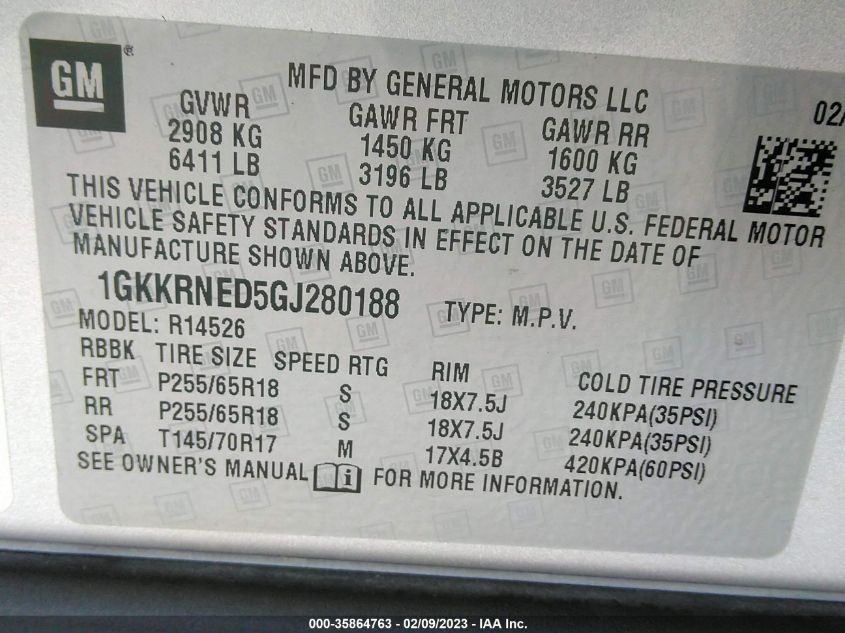 GM ®
MFD BY GENERAL MOTORS LLC
02/
GVWR GAWR FRT GAWR RR
2908 KG 1450 KG 1600 KG
6411 LB 3196 LB 3527 LB
THIS VEHICLE CONFORMS TO ALL APPLICABLE U.S. FEDERAL MOTOR
VEHICLE SAFETY STANDARDS IN EFFECT ON THE DATE OF
MANUFACTURE SHOWN ABOVE.
1GKKRNED5GJ280188 TYPE: M.P.V.
MODEL: R14526
RBBK TIRE SIZE SPEED RTG RIM COLD TIRE PRESSURE
FRT P255/65R18 S 18X7.5J 240KPA(35PSI)
RR P255/65R18 S 18X7.5J 240KPA(35PSI)
SPA T145/70R17 M 17X4.5B 420KPA(60PSI)
SEE OWNER'S MANUAL i FOR MORE INFORMATION.
000-35864763 - 02/09/2023 - IAA Inc.